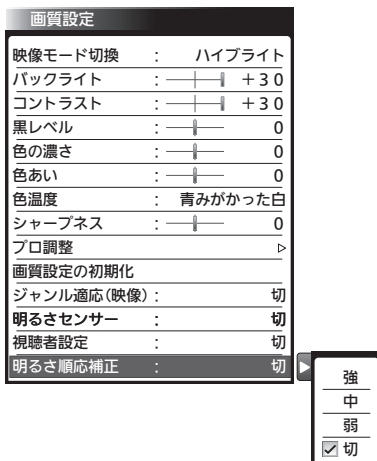 画質設定
映像モード切換 : ハイブライト
バックライト : +30
コントラスト : +30
黒レベル : 0
色の濃さ : 0
色あい : 0
色温度 : 青みがかった白
シャープネス : 0
プロ調整
画質設定の初期化
ジャンル適応(映像) : 切
明るさセンサー : 切
視聴者設定 : 切
明るさ順応補正 : 切
強
中
弱
切